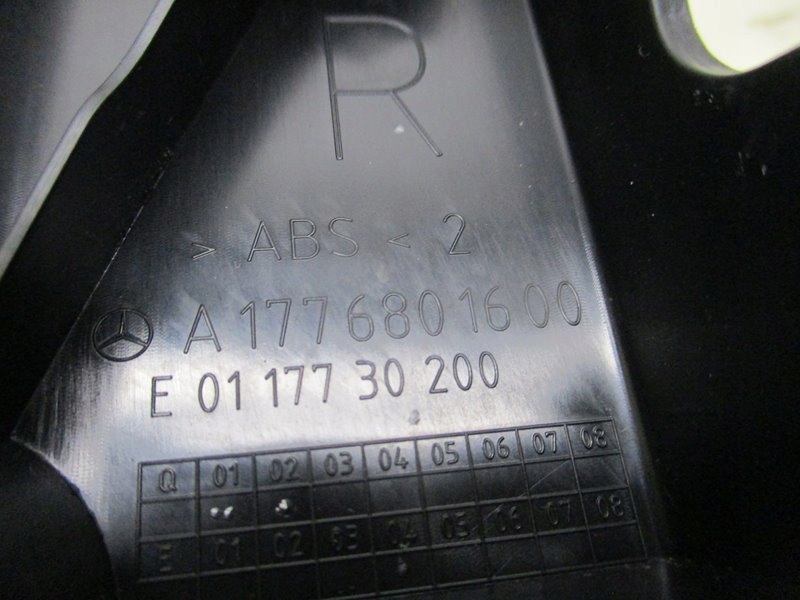 R
> ABS < 2
A 177 680 16 00
E 01 177 30 200
Q 01 02 03 04 05 06 07 08
E 01 02 03 04 05 06 07 08